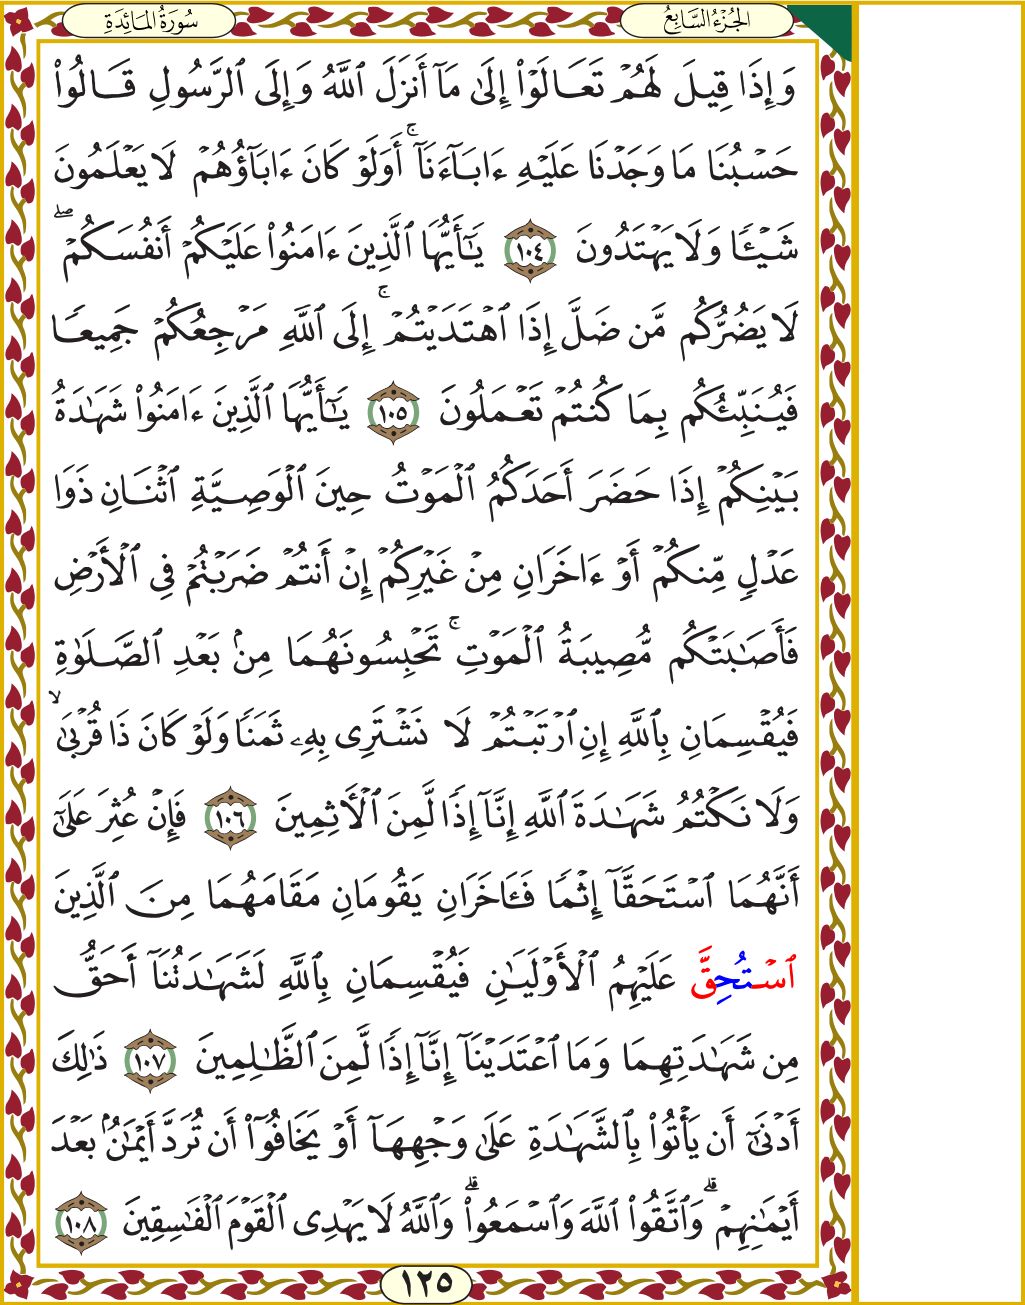 الجُزْءُ السَّابِعُ
سُورَةُ المَائِدَةِ
وَإِذَا قِيلَ لَهُمْ تَعَالَوْا۟ إِلَىٰ مَآ أَنزَلَ ٱللَّهُ وَإِلَى ٱلرَّسُولِ قَالُوا۟
حَسْبُنَا مَا وَجَدْنَا عَلَيْهِ ءَابَآءَنَآ ۚ أَوَلَوْ كَانَ ءَابَآؤُهُمْ لَا يَعْلَمُونَ
شَيْـًٔا وَلَا يَهْتَدُونَ ١٠٤ يَـٰٓأَيُّهَا ٱلَّذِينَ ءَامَنُوا۟ عَلَيْكُمْ أَنفُسَكُمْ ۖ
لَا يَضُرُّكُم مَّن ضَلَّ إِذَا ٱهْتَدَيْتُمْ ۚ إِلَى ٱللَّهِ مَرْجِعُكُمْ جَمِيعًا
فَيُنَبِّئُكُم بِمَا كُنتُمْ تَعْمَلُونَ ١٠٥ يَـٰٓأَيُّهَا ٱلَّذِينَ ءَامَنُوا۟ شَهَـٰدَةُ
بَيْنِكُمْ إِذَا حَضَرَ أَحَدَكُمُ ٱلْمَوْتُ حِينَ ٱلْوَصِيَّةِ ٱثْنَانِ ذَوَا
عَدْلٍ مِّنكُمْ أَوْ ءَاخَرَانِ مِنْ غَيْرِكُمْ إِنْ أَنتُمْ ضَرَبْتُمْ فِى ٱلْأَرْضِ
فَأَصَـٰبَتْكُم مُّصِيبَةُ ٱلْمَوْتِ ۚ تَحْبِسُونَهُمَا مِنۢ بَعْدِ ٱلصَّلَوٰةِ
فَيُقْسِمَانِ بِٱللَّهِ إِنِ ٱرْتَبْتُمْ لَا نَشْتَرِى بِهِۦ ثَمَنًا وَلَوْ كَانَ ذَا قُرْبَىٰ ۙ
وَلَا نَكْتُمُ شَهَـٰدَةَ ٱللَّهِ إِنَّآ إِذًا لَّمِنَ ٱلْـَٔاثِمِينَ ١٠٦ فَإِنْ عُثِرَ عَلَىٰٓ
أَنَّهُمَا ٱسْتَحَقَّآ إِثْمًا فَـَٔاخَرَانِ يَقُومَانِ مَقَامَهُمَا مِنَ ٱلَّذِينَ
ٱسْتُحِقَّ عَلَيْهِمُ ٱلْأَوْلَيَـٰنِ فَيُقْسِمَانِ بِٱللَّهِ لَشَهَـٰدَتُنَآ أَحَقُّ
مِن شَهَـٰدَتِهِمَا وَمَا ٱعْتَدَيْنَآ إِنَّآ إِذًا لَّمِنَ ٱلظَّـٰلِمِينَ ١٠٧ ذَٰلِكَ
أَدْنَىٰٓ أَن يَأْتُوا۟ بِٱلشَّهَـٰدَةِ عَلَىٰ وَجْهِهَآ أَوْ يَخَافُوٓا۟ أَن تُرَدَّ أَيْمَـٰنٌۢ بَعْدَ
أَيْمَـٰنِهِمْ ۗ وَٱتَّقُوا۟ ٱللَّهَ وَٱسْمَعُوا۟ ۗ وَٱللَّهُ لَا يَهْدِى ٱلْقَوْمَ ٱلْفَـٰسِقِينَ ١٠٨
١٢٥